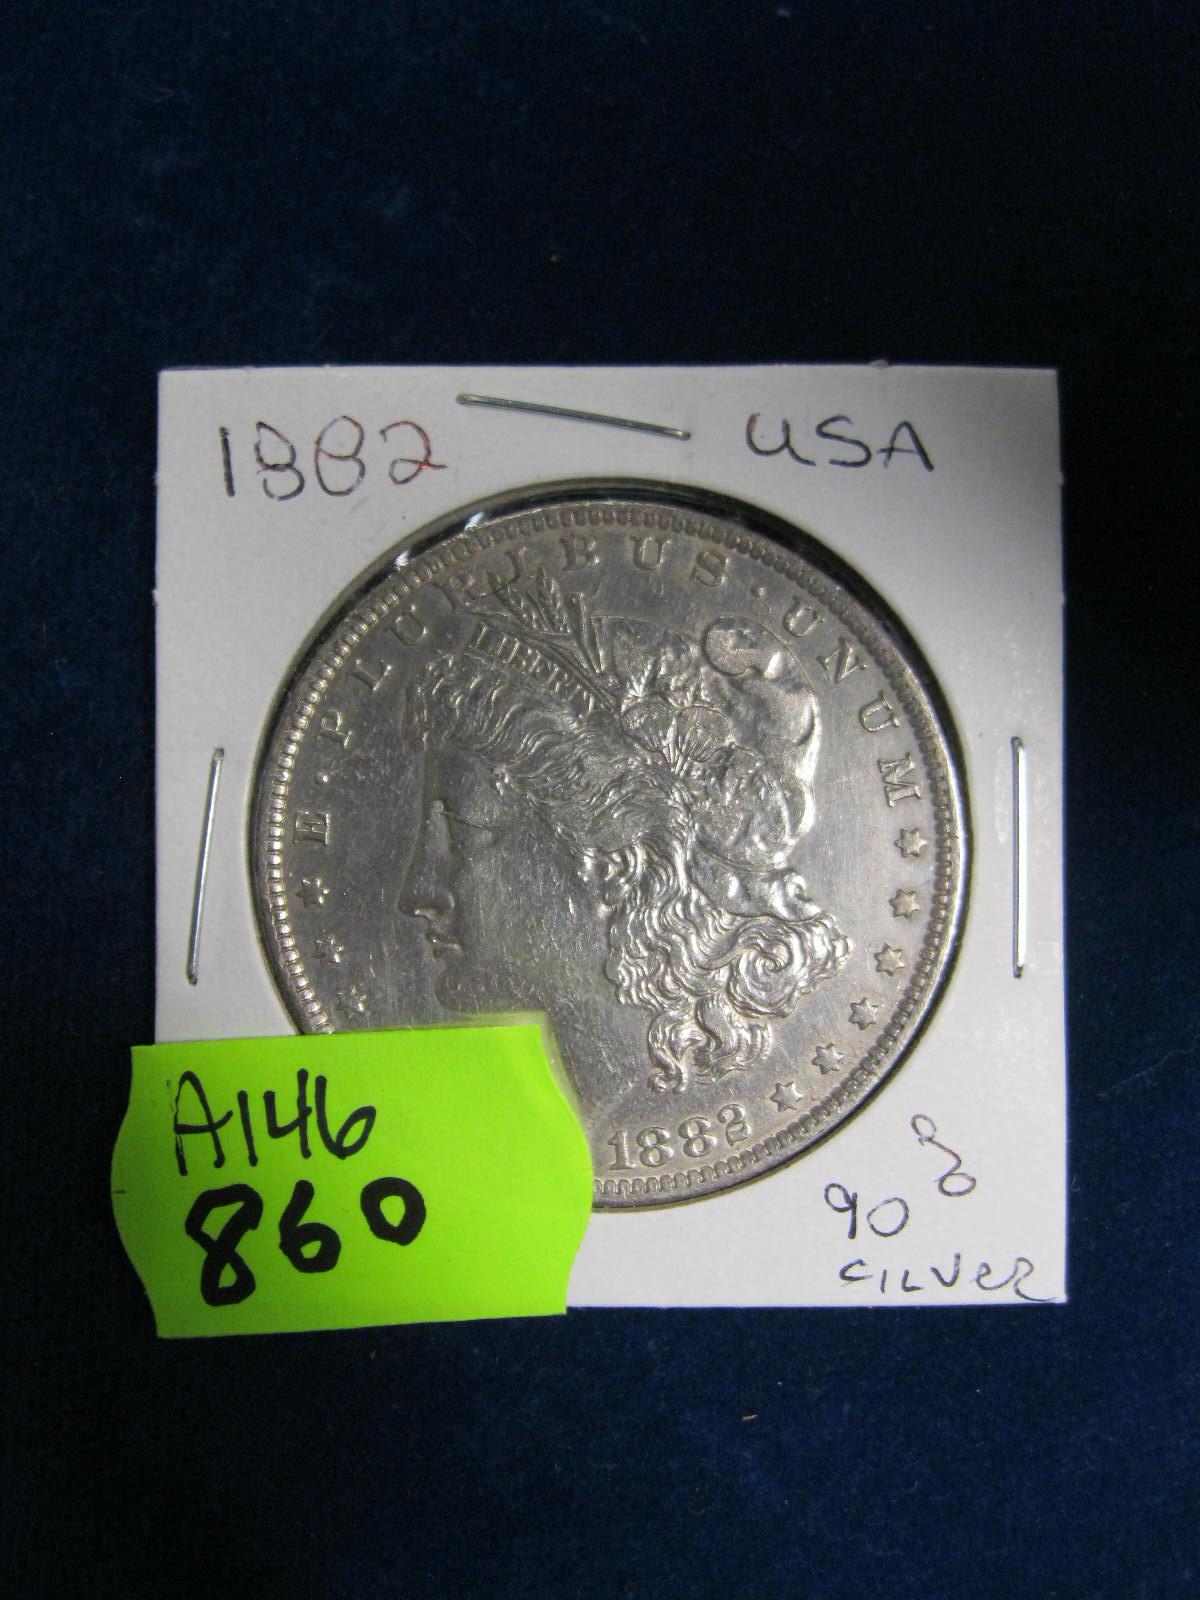 1882 USA
E · PLURIBUS · UNUM
LIBERTY
1882
A146
860
90 %
SILVER